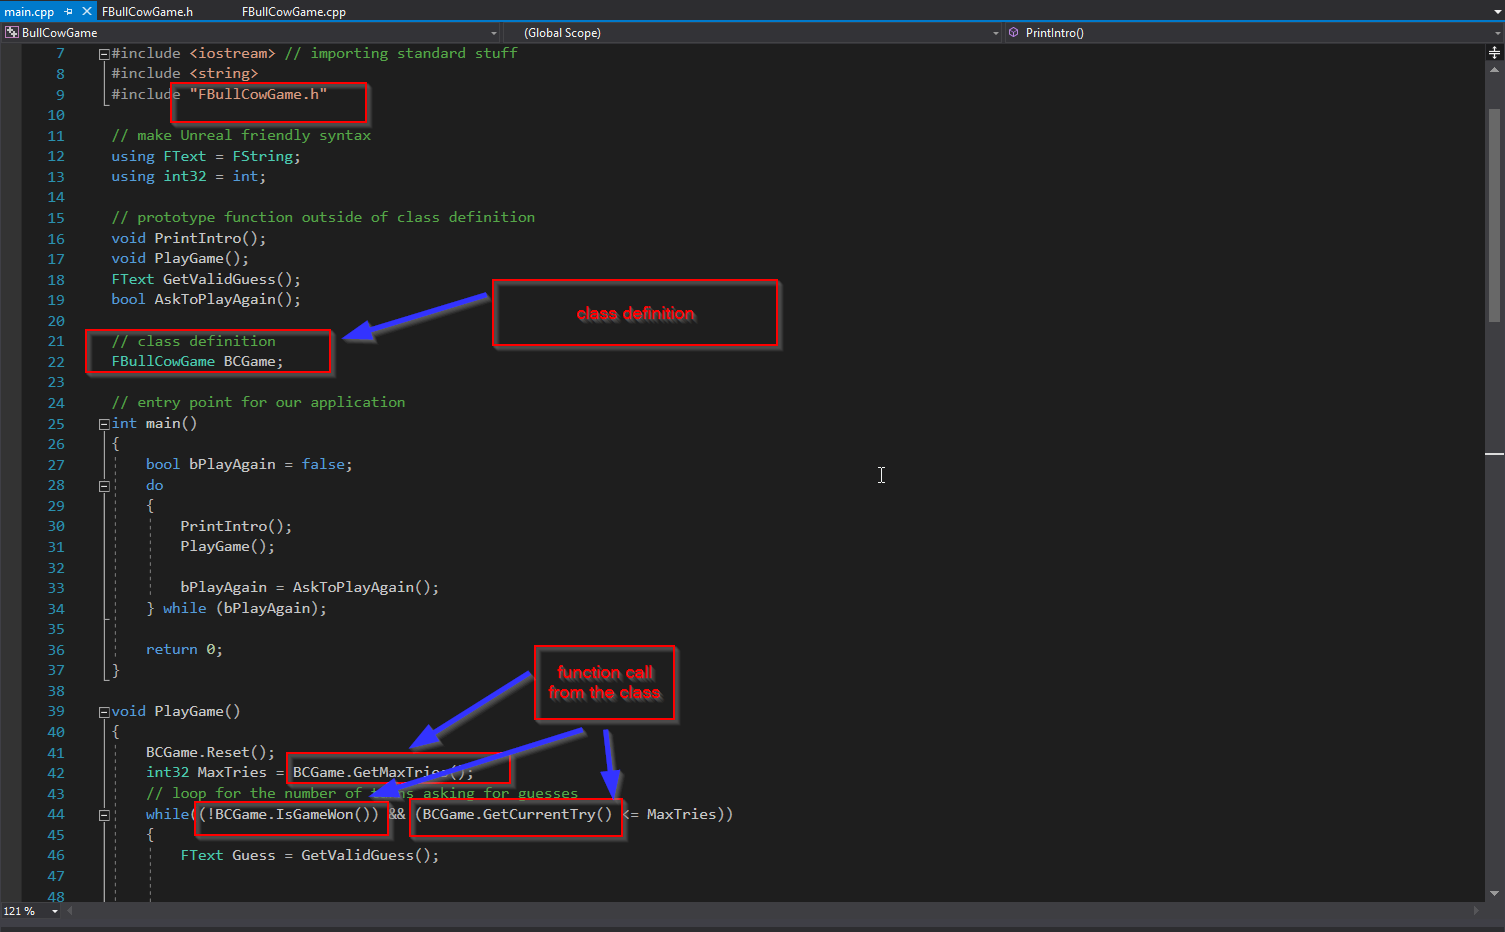 main.cpp FBullCowGame.h FBullCowGame.cpp
BullCowGame (Global Scope) PrintIntro()
7 #include <iostream> // importing standard stuff
8 #include <string>
9 #include "FBullCowGame.h"
10
11 // make Unreal friendly syntax
12 using FText = FString;
13 using int32 = int;
14
15 // prototype function outside of class definition
16 void PrintIntro();
17 void PlayGame();
18 FText GetValidGuess();
19 bool AskToPlayAgain();
20
class definition
21 // class definition
22 FBullCowGame BCGame;
23
24 // entry point for our application
25 int main()
26 {
27 bool bPlayAgain = false;
28 do
29 {
30 PrintIntro();
31 PlayGame();
32
33 bPlayAgain = AskToPlayAgain();
34 } while (bPlayAgain);
35
36 return 0;
37 }
38
function call
from the class
39 void PlayGame()
40 {
41 BCGame.Reset();
42 int32 MaxTries = BCGame.GetMaxTries();
43 // loop for the number of turns asking for guesses
44 while((!BCGame.IsGameWon()) && (BCGame.GetCurrentTry() <= MaxTries))
45 {
46 FText Guess = GetValidGuess();
47
48
121 %